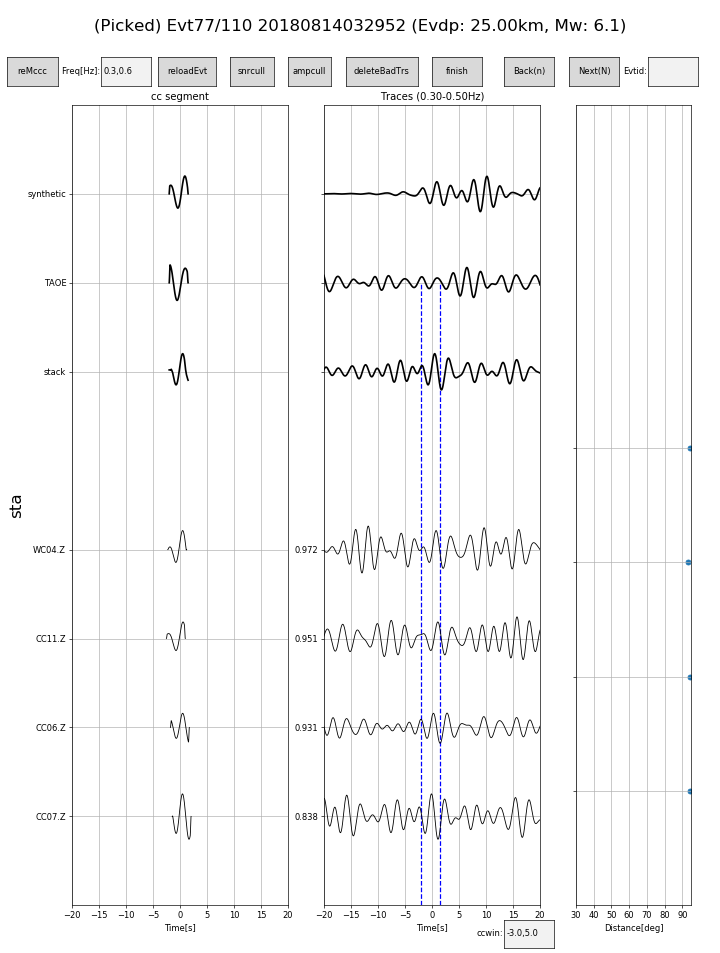 (Picked) Evt77/110 20180814032952 (Evdp: 25.00km, Mw: 6.1)
reMccc Freq[Hz]: 0.3,0.6 reloadEvt snrcull ampcull deleteBadTrs finish Back(n) Next(N) Evtid:
cc segment Traces (0.30-0.50Hz)
synthetic
TAOE
stack
sta
WC04.Z 0.972
CC11.Z 0.951
CC06.Z 0.931
CC07.Z 0.838
−20 −15 −10 −5 0 5 10 15 20 −20 −15 −10 −5 0 5 10 15 20 30 40 50 60 70 80 90
Time[s] Time[s] Distance[deg]
ccwin: -3.0,5.0